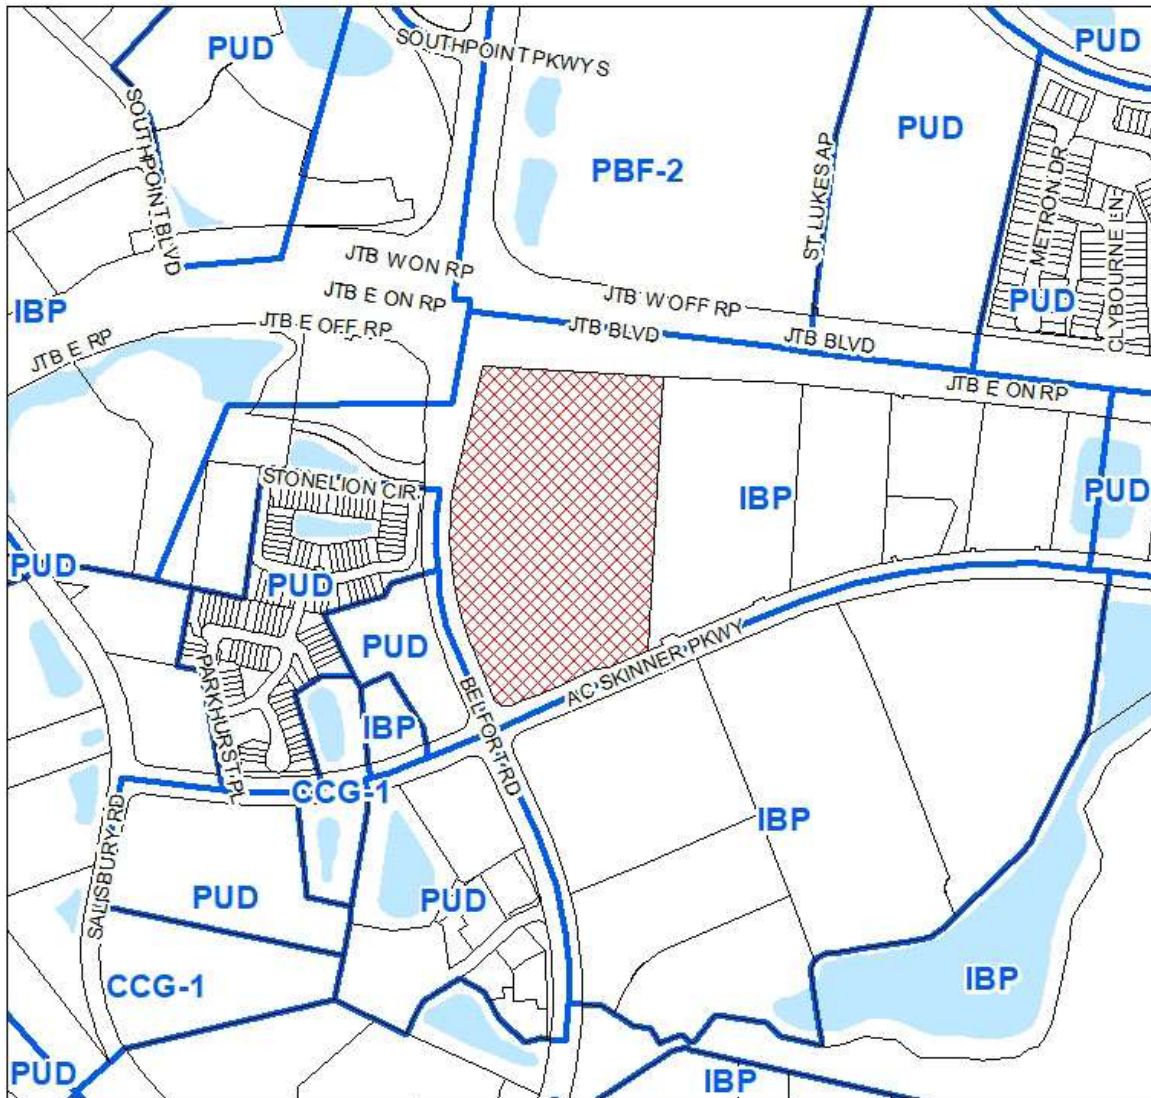 PUD
SOUTHPOINT PKWY S
PUD
PUD
SOUTHPOINT BLVD
PBF-2
ST LUKES AP
METRON DR
CLYBOURNE LN
JTB W ON RP
JTB E ON RP
JTB W OFF RP
IBP
JTB E OFF RP
JTB BLVD
JTB BLVD
PUD
JTB E RP
JTB E ON RP
STONELION CIR
IBP
PUD
PUD
PUD
PUD
AC SKINNER PKWY
PARKHURST PL
BELFORT RD
IBP
CCG-1
SALISBURY RD
IBP
PUD
PUD
CCG-1
IBP
PUD
IBP